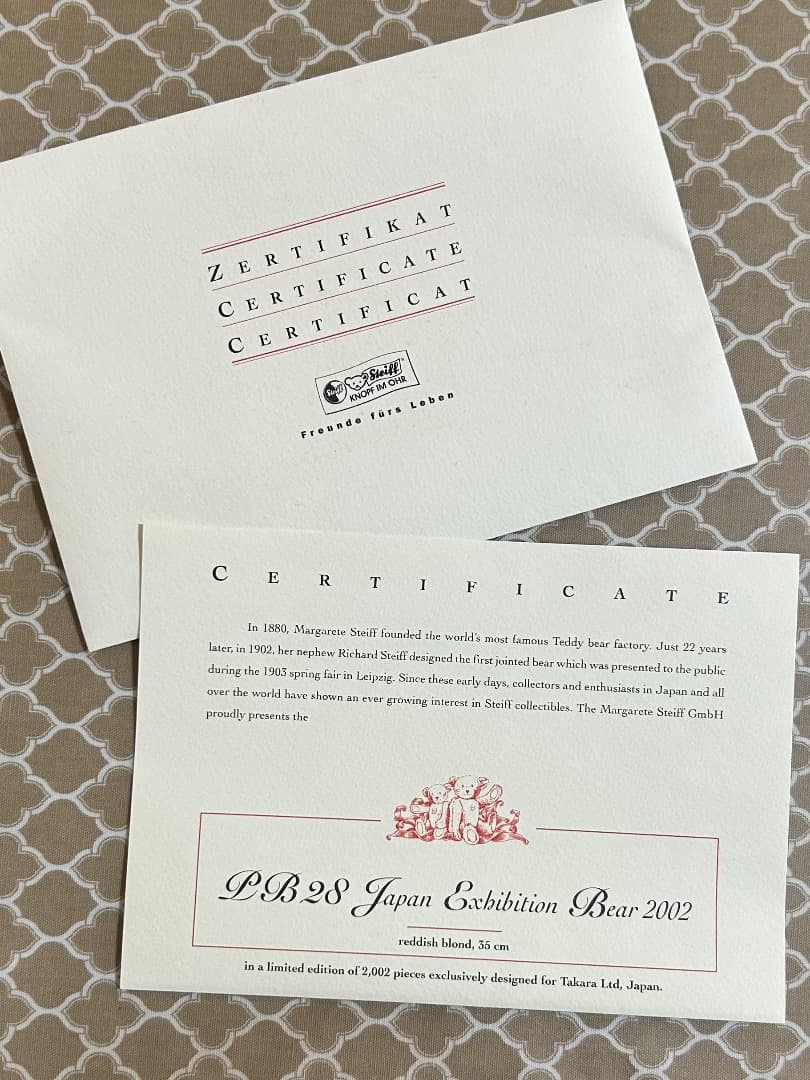 ZERTIFIKAT
CERTIFICATE
CERTIFICAT
Steiff Steiff
KNOPF IM OHR
Freunde fürs Leben
CERTIFICATE
In 1880, Margarete Steiff founded the world's most famous Teddy bear factory. Just 22 years
later, in 1902, her nephew Richard Steiff designed the first jointed bear which was presented to the public
during the 1903 spring fair in Leipzig. Since these early days, collectors and enthusiasts in Japan and all
over the world have shown an ever growing interest in Steiff collectibles. The Margarete Steiff GmbH
proudly presents the
PB28 Japan Exhibition Bear 2002
reddish blond, 35 cm
in a limited edition of 2,002 pieces exclusively designed for Takara Ltd, Japan.